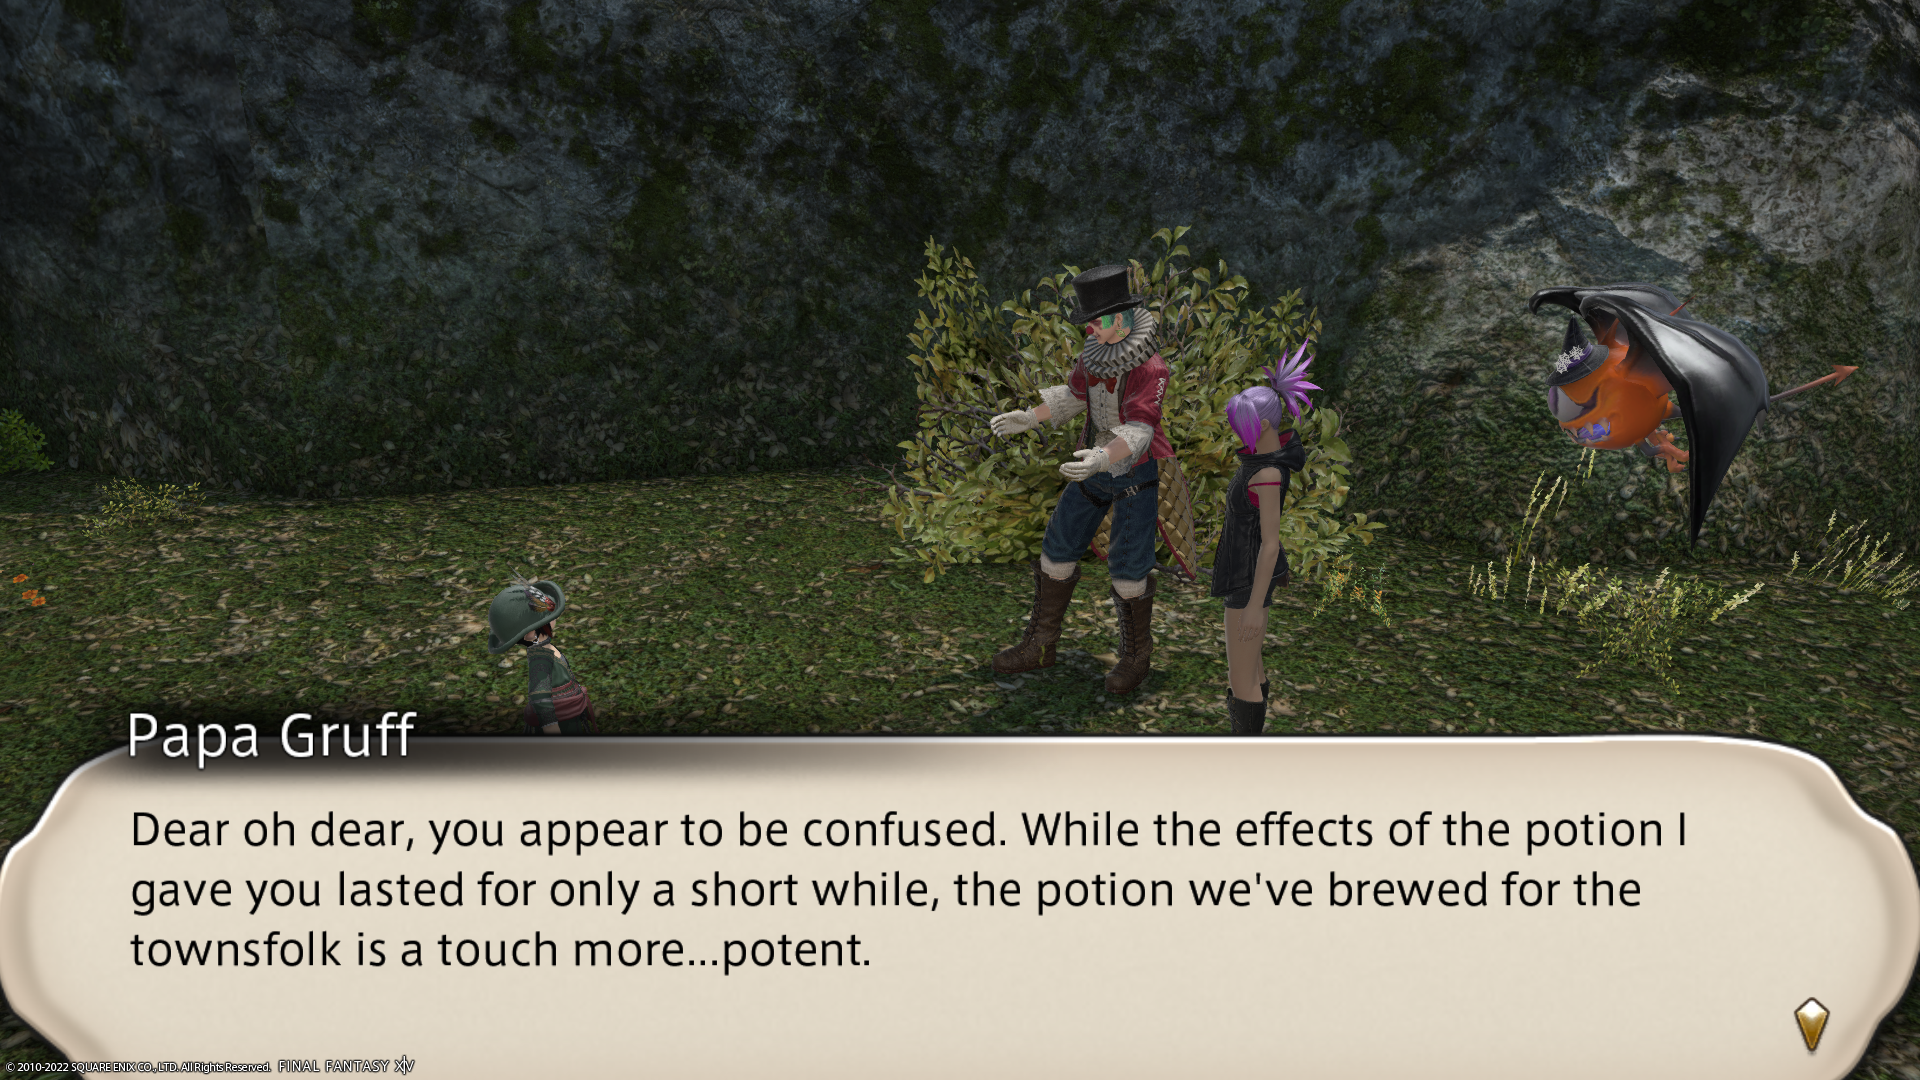 Papa Gruff
Dear oh dear, you appear to be confused. While the effects of the potion I
gave you lasted for only a short while, the potion we've brewed for the
townsfolk is a touch more...potent.
© 2010-2022 SQUARE ENIX CO., LTD. All Rights Reserved. FINAL FANTASY XIV